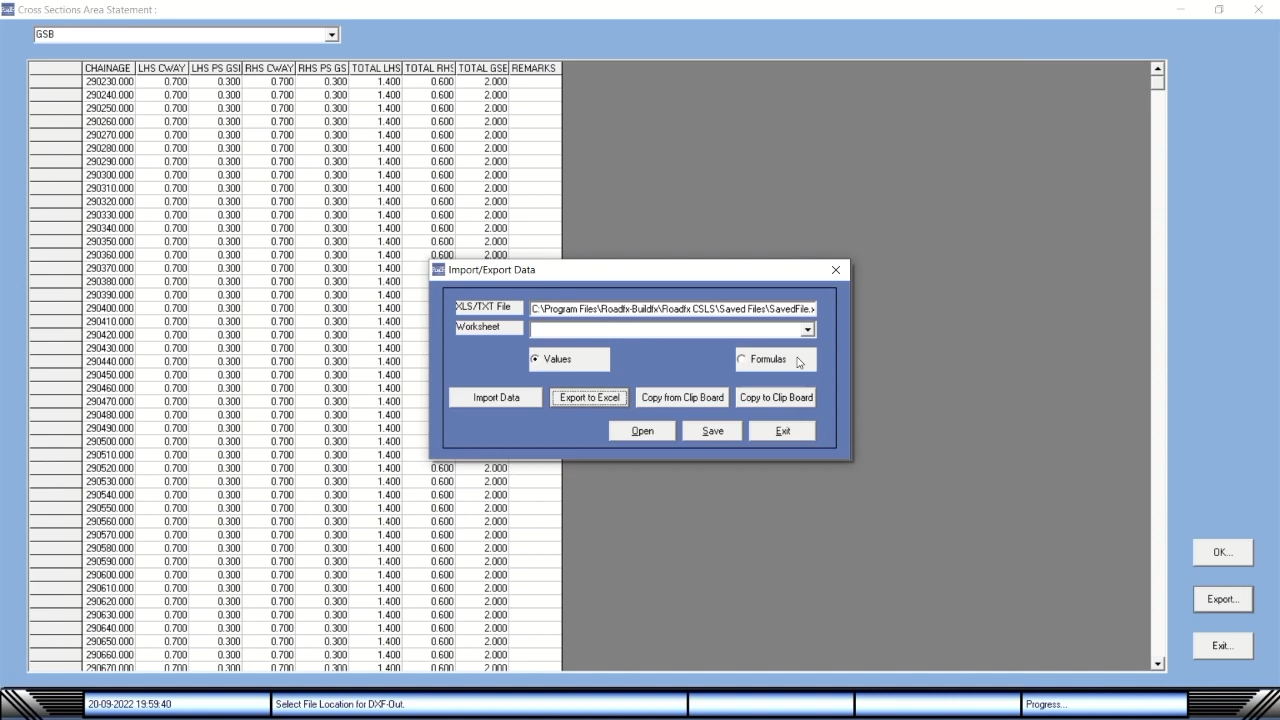 Cross Sections Area Statement :
GSB
CHAINAGE LHS CWAY LHS PS GSI RHS CWAY RHS PS GS TOTAL LHS TOTAL RHS TOTAL GSE REMARKS
290230.000 0.700 0.300 0.700 0.300 1.400 0.600 2.000
290240.000 0.700 0.300 0.700 0.300 1.400 0.600 2.000
290250.000 0.700 0.300 0.700 0.300 1.400 0.600 2.000
290260.000 0.700 0.300 0.700 0.300 1.400 0.600 2.000
290270.000 0.700 0.300 0.700 0.300 1.400 0.600 2.000
290280.000 0.700 0.300 0.700 0.300 1.400 0.600 2.000
290290.000 0.700 0.300 0.700 0.300 1.400 0.600 2.000
290300.000 0.700 0.300 0.700 0.300 1.400 0.600 2.000
290310.000 0.700 0.300 0.700 0.300 1.400 0.600 2.000
290320.000 0.700 0.300 0.700 0.300 1.400 0.600 2.000
290330.000 0.700 0.300 0.700 0.300 1.400 0.600 2.000
290340.000 0.700 0.300 0.700 0.300 1.400 0.600 2.000
290350.000 0.700 0.300 0.700 0.300 1.400 0.600 2.000
290360.000 0.700 0.300 0.700 0.300 1.400 0.600 2.000
290370.000 0.700 0.300 0.700 0.300 1.400
290380.000 0.700 0.300 0.700 0.300 1.400
290390.000 0.700 0.300 0.700 0.300 1.400
290400.000 0.700 0.300 0.700 0.300 1.400
290410.000 0.700 0.300 0.700 0.300 1.400
290420.000 0.700 0.300 0.700 0.300 1.400
290430.000 0.700 0.300 0.700 0.300 1.400
290440.000 0.700 0.300 0.700 0.300 1.400
290450.000 0.700 0.300 0.700 0.300 1.400
290460.000 0.700 0.300 0.700 0.300 1.400
290470.000 0.700 0.300 0.700 0.300 1.400
290480.000 0.700 0.300 0.700 0.300 1.400
290490.000 0.700 0.300 0.700 0.300 1.400
290500.000 0.700 0.300 0.700 0.300 1.400
290510.000 0.700 0.300 0.700 0.300 1.400
290520.000 0.700 0.300 0.700 0.300 1.400 0.600 2.000
290530.000 0.700 0.300 0.700 0.300 1.400 0.600 2.000
290540.000 0.700 0.300 0.700 0.300 1.400 0.600 2.000
290550.000 0.700 0.300 0.700 0.300 1.400 0.600 2.000
290560.000 0.700 0.300 0.700 0.300 1.400 0.600 2.000
290570.000 0.700 0.300 0.700 0.300 1.400 0.600 2.000
290580.000 0.700 0.300 0.700 0.300 1.400 0.600 2.000
290590.000 0.700 0.300 0.700 0.300 1.400 0.600 2.000
290600.000 0.700 0.300 0.700 0.300 1.400 0.600 2.000
290610.000 0.700 0.300 0.700 0.300 1.400 0.600 2.000
290620.000 0.700 0.300 0.700 0.300 1.400 0.600 2.000
290630.000 0.700 0.300 0.700 0.300 1.400 0.600 2.000
290640.000 0.700 0.300 0.700 0.300 1.400 0.600 2.000
290650.000 0.700 0.300 0.700 0.300 1.400 0.600 2.000
290660.000 0.700 0.300 0.700 0.300 1.400 0.600 2.000
290670.000 0.700 0.300 0.700 0.300 1.400 0.600 2.000
Import/Export Data
XLS/TXT File C:\Program Files\Roadfx-Buildfx\Roadfx CSLS\Saved Files\SavedFile.x
Worksheet
Values Formulas
Import Data Export to Excel Copy from Clip Board Copy to Clip Board
Open Save Exit
OK...
Export...
Exit...
20-09-2022 19:59:40 Select File Location for DXF-Out. Progress...